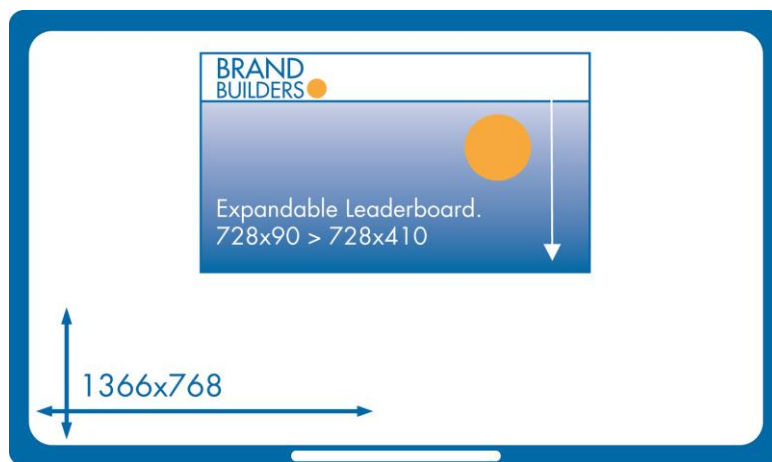 BRAND
BUILDERS
Expandable Leaderboard.
728x90 > 728x410
1366x768